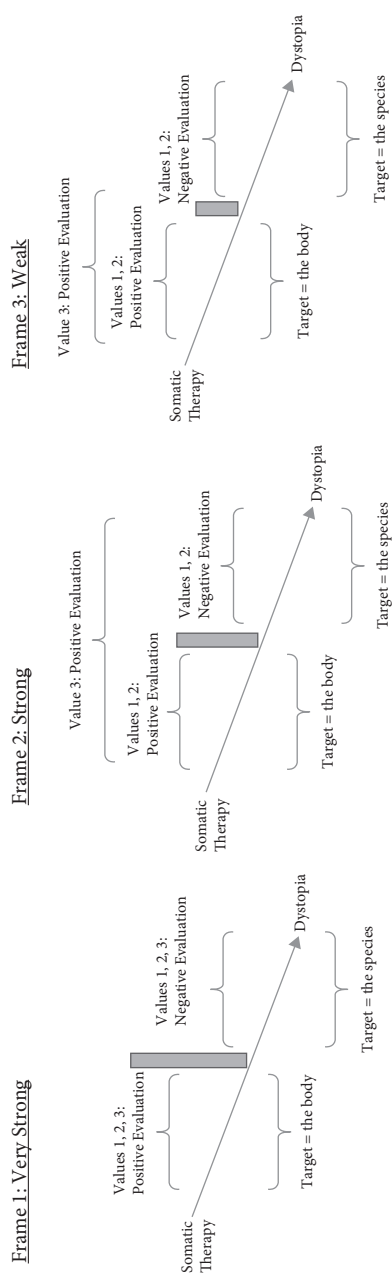 Frame 1: Very Strong
Values 1, 2, 3:
Positive Evaluation
Values 1, 2, 3:
Negative Evaluation
Somatic
Therapy
Dystopia
Target = the body
Target = the species
Frame 2: Strong
Value 3: Positive Evaluation
Values 1, 2:
Positive Evaluation
Values 1, 2:
Negative Evaluation
Somatic
Therapy
Dystopia
Target = the body
Target = the species
Frame 3: Weak
Value 3: Positive Evaluation
Values 1, 2:
Positive Evaluation
Values 1, 2:
Negative Evaluation
Somatic
Therapy
Dystopia
Target = the body
Target = the species